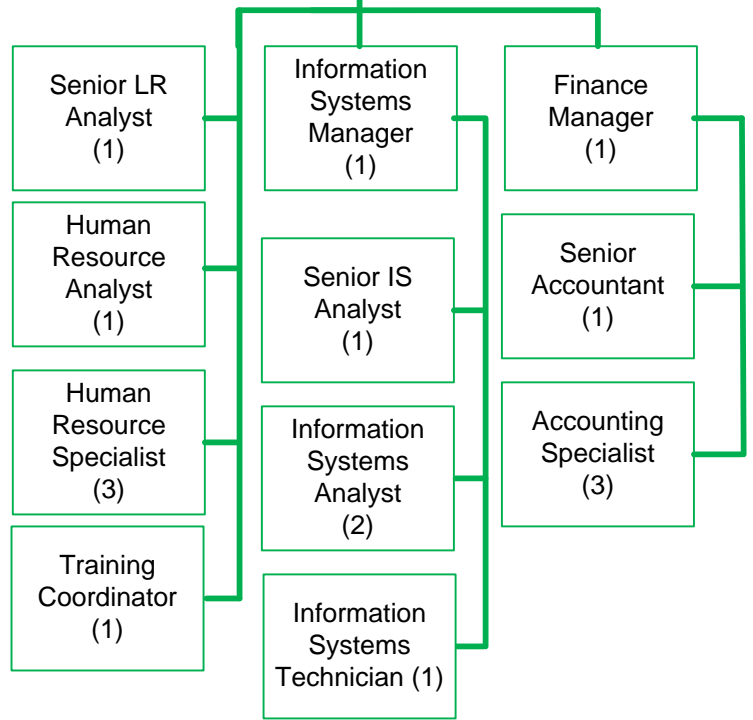 Senior LR
Analyst
(1)
Human
Resource
Analyst
(1)
Human
Resource
Specialist
(3)
Training
Coordinator
(1)
Information
Systems
Manager
(1)
Senior IS
Analyst
(1)
Information
Systems
Analyst
(2)
Information
Systems
Technician (1)
Finance
Manager
(1)
Senior
Accountant
(1)
Accounting
Specialist
(3)